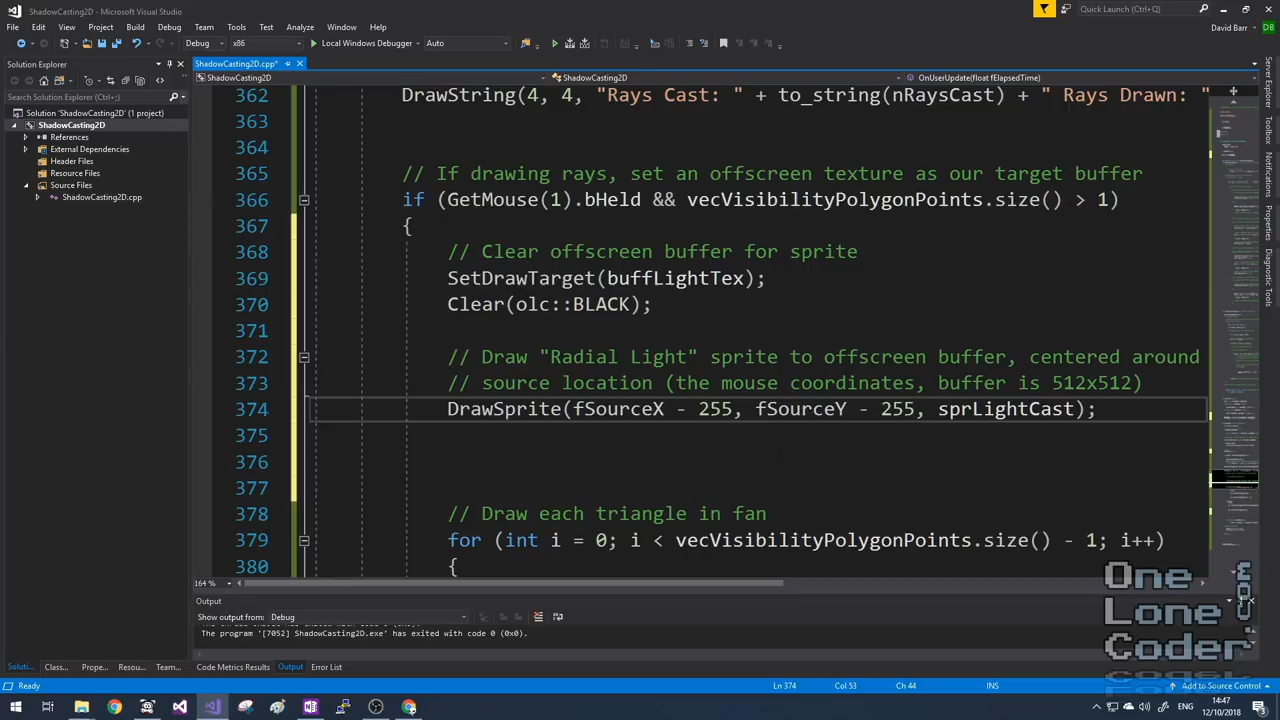 ShadowCasting2D - Microsoft Visual Studio
Quick Launch (Ctrl+Q)
File Edit View Project Build Debug Team Tools Test Analyze Window Help
David Barr DB
Debug x86 Local Windows Debugger Auto
Solution Explorer
ShadowCasting2D.cpp*
ShadowCasting2D ShadowCasting2D OnUserUpdate(float fElapsedTime)
Search Solution Explorer (Ctrl+;)
Solution 'ShadowCasting2D' (1 project)
ShadowCasting2D
References
External Dependencies
Header Files
Resource Files
Source Files
ShadowCasting2D.cpp
362 DrawString(4, 4, "Rays Cast: " + to_string(nRaysCast) + " Rays Drawn: "
363
364
365 // If drawing rays, set an offscreen texture as our target buffer
366 if (GetMouse(1).bHeld && vecVisibilityPolygonPoints.size() > 1)
367 {
368 // Clear offscreen buffer for sprite
369 SetDrawTarget(buffLightTex);
370 Clear(olc::BLACK);
371
372 // Draw "Radial Light" sprite to offscreen buffer, centered around
373 // source location (the mouse coordinates, buffer is 512x512)
374 DrawSprite(fSourceX - 255, fSourceY - 255, sprLightCast);
375
376
377
378 // Draw each triangle in fan
379 for (int i = 0; i < vecVisibilityPolygonPoints.size() - 1; i++)
380 {
164 %
Server Explorer
Toolbox
Notifications
Properties
Diagnostic Tools
Output
Show output from: Debug
The program '[7052] ShadowCasting2D.exe' has exited with code 0 (0x0).
Soluti... Class... Prope... Resou... Team... Code Metrics Results Output Error List
Ready Ln 374 Col 53 Ch 44 INS Add to Source Control
One
Lone
Coder
14:47
ENG
12/10/2018